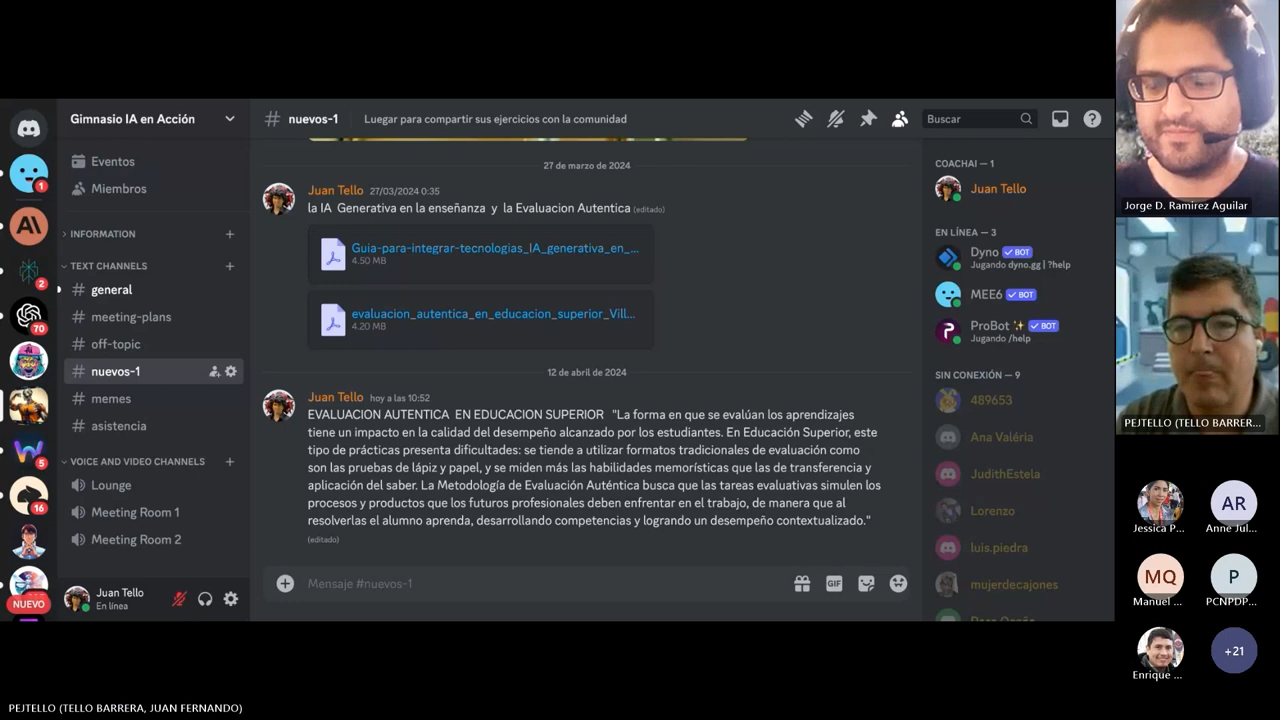 Gimnasio IA en Acción
Eventos
Miembros
INFORMATION
TEXT CHANNELS
general
meeting-plans
off-topic
nuevos-1
memes
asistencia
VOICE AND VIDEO CHANNELS
Lounge
Meeting Room 1
Meeting Room 2
Juan Tello
En línea
1
AI
2
70
5
16
NUEVO
nuevos-1
Luegar para compartir sus ejercicios con la comunidad
Buscar
27 de marzo de 2024
Juan Tello 27/03/2024 0:35
la IA Generativa en la enseñanza y la Evaluacion Autentica (editado)
Guia-para-integrar-tecnologias_IA_generativa_en_...
4.50 MB
evaluacion_autentica_en_educacion_superior_Vill...
4.20 MB
12 de abril de 2024
Juan Tello hoy a las 10:52
EVALUACION AUTENTICA EN EDUCACION SUPERIOR "La forma en que se evalúan los aprendizajes
tiene un impacto en la calidad del desempeño alcanzado por los estudiantes. En Educación Superior, este
tipo de prácticas presenta dificultades: se tiende a utilizar formatos tradicionales de evaluación como
son las pruebas de lápiz y papel, y se miden más las habilidades memorísticas que las de transferencia y
aplicación del saber. La Metodología de Evaluación Auténtica busca que las tareas evaluativas simulen los
procesos y productos que los futuros profesionales deben enfrentar en el trabajo, de manera que al
resolverlas el alumno aprenda, desarrollando competencias y logrando un desempeño contextualizado."
(editado)
Mensaje #nuevos-1
GIF
COACHAI — 1
Juan Tello
EN LÍNEA — 3
Dyno BOT
Jugando dyno.gg | ?help
MEE6 BOT
ProBot BOT
Jugando /help
SIN CONEXIÓN — 9
489653
Ana Valéria
JudithEstela
Lorenzo
luis.piedra
mujerdecajones
Jorge D. Ramirez Aguilar
PEJTELLO (TELLO BARRER...
Jessica P...
AR
Anne Jul...
MQ
Manuel ...
P
PCNPDP...
Enrique ...
+21
PEJTELLO (TELLO BARRERA, JUAN FERNANDO)